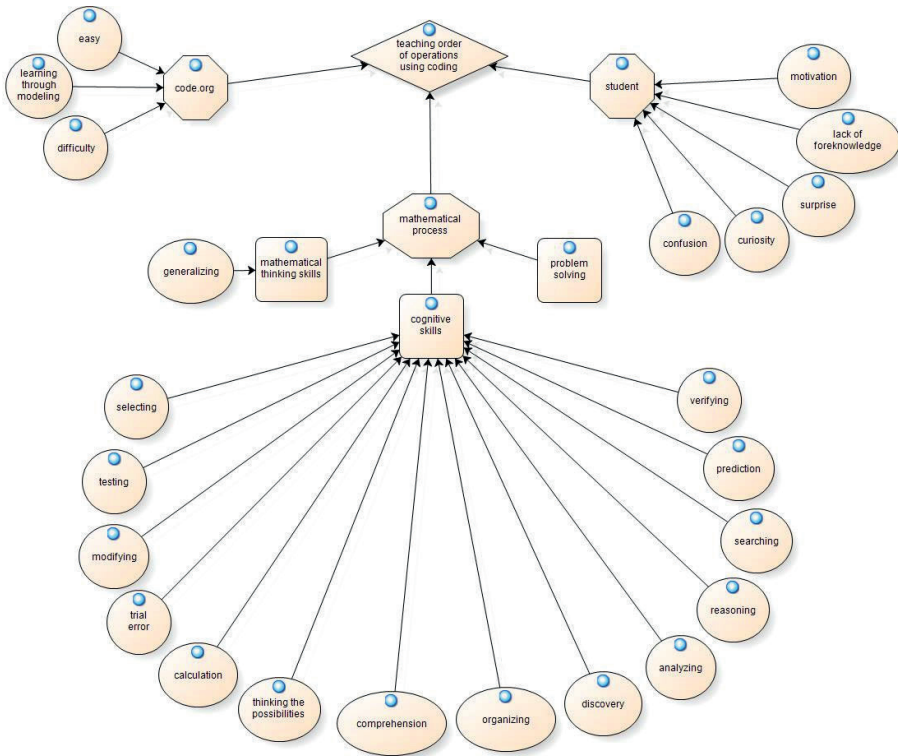 easy
teaching order
of operations
using coding
learning
through
modeling
code.org
student
motivation
difficulty
lack of
foreknowledge
surprise
mathematical
process
confusion
curiosity
generalizing
mathematical
thinking skills
problem
solving
cognitive
skills
selecting
verifying
testing
prediction
modifying
searching
trial
error
reasoning
calculation
analyzing
thinking the
possibilities
discovery
comprehension
organizing